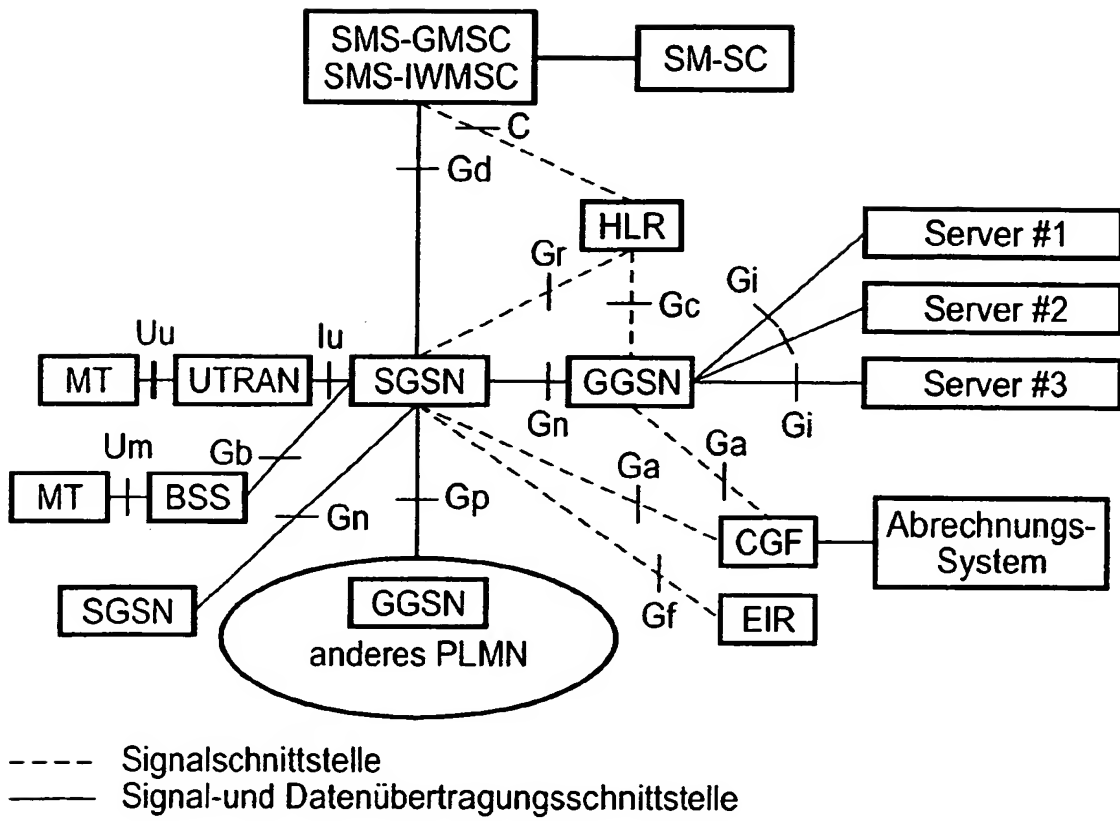 SMS-GMSC
SMS-IWMSC
SM-SC
C
Gd
HLR
Server #1
Gr
Gi
Gc
Server #2
Uu
Iu
MT
UTRAN
SGSN
GGSN
Server #3
Gn
Gi
Um
Gb
Ga
Ga
MT
BSS
Gn
Gp
CGF
Abrechnungs-
System
SGSN
GGSN
Gf
EIR
anderes PLMN
Signalschnittstelle
Signal-und Datenübertragungsschnittstelle